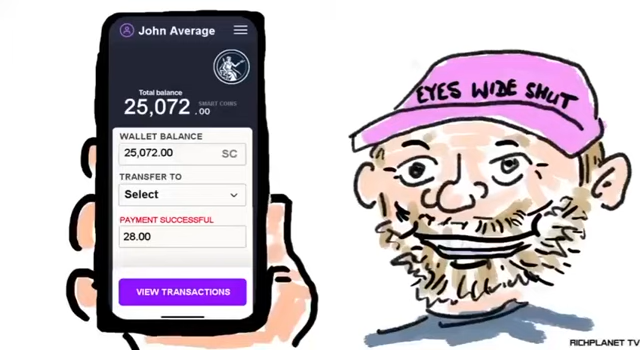 John Average
Total balance
25,072.00
SMART COINS
WALLET BALANCE
25,072.00 SC
TRANSFER TO
Select
PAYMENT SUCCESSFUL
28.00
VIEW TRANSACTIONS
EYES WIDE SHUT
RICHPLANET TV